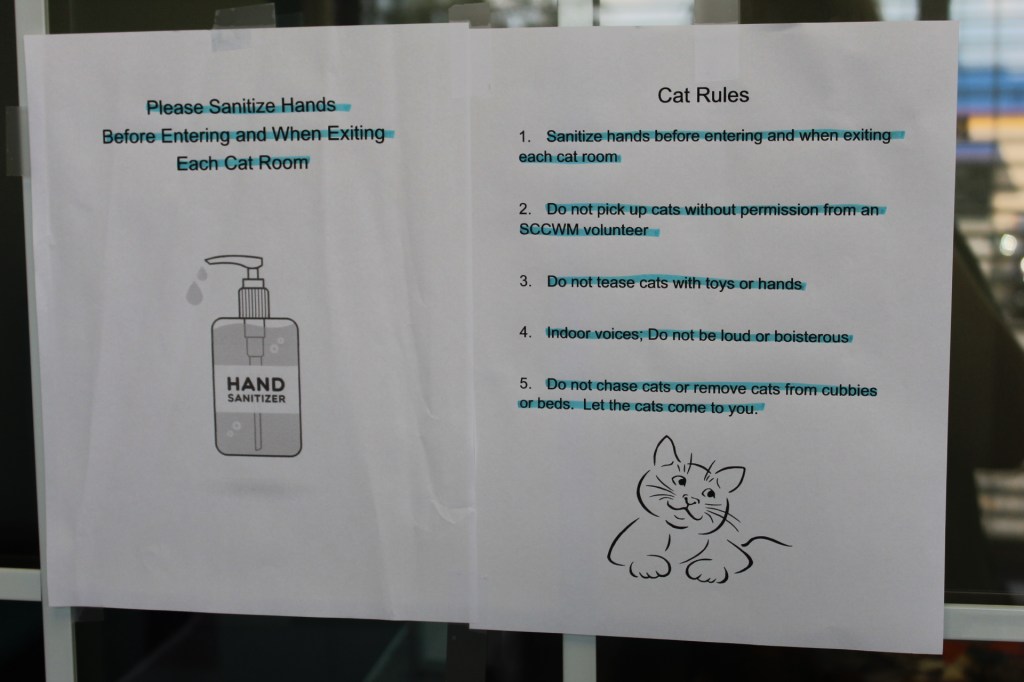 Please Sanitize Hands
Before Entering and When Exiting
Each Cat Room
HAND
SANITIZER
Cat Rules
1. Sanitize hands before entering and when exiting
each cat room
2. Do not pick up cats without permission from an
SCCWM volunteer
3. Do not tease cats with toys or hands
4. Indoor voices; Do not be loud or boisterous
5. Do not chase cats or remove cats from cubbies
or beds. Let the cats come to you.